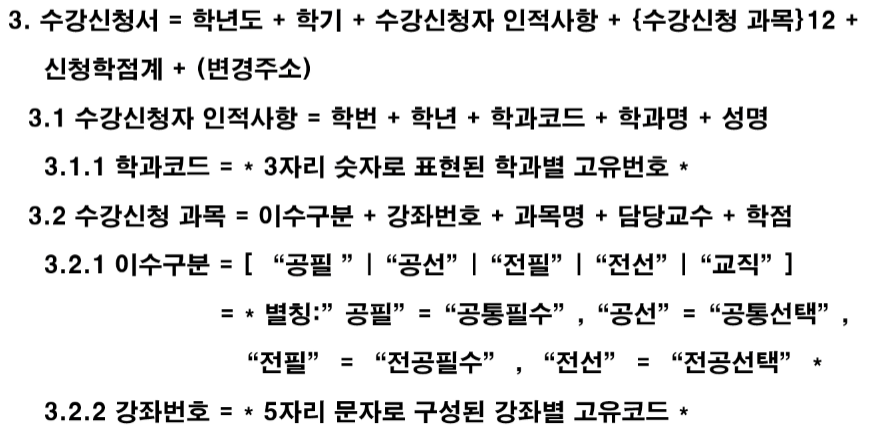 3. 수강신청서 = 학년도 + 학기 + 수강신청자 인적사항 + {수강신청 과목}12 +
신청학점계 + (변경주소)
3.1 수강신청자 인적사항 = 학번 + 학년 + 학과코드 + 학과명 + 성명
3.1.1 학과코드 = * 3자리 숫자로 표현된 학과별 고유번호 *
3.2 수강신청 과목 = 이수구분 + 강좌번호 + 과목명 + 담당교수 + 학점
3.2.1 이수구분 = [ “공필 ” | “공선” | “전필” | “전선” | “교직” ]
= * 별칭:” 공필” = “공통필수” , “공선” = “공통선택” ,
“전필” = “전공필수” , “전선” = “전공선택” *
3.2.2 강좌번호 = * 5자리 문자로 구성된 강좌별 고유코드 *